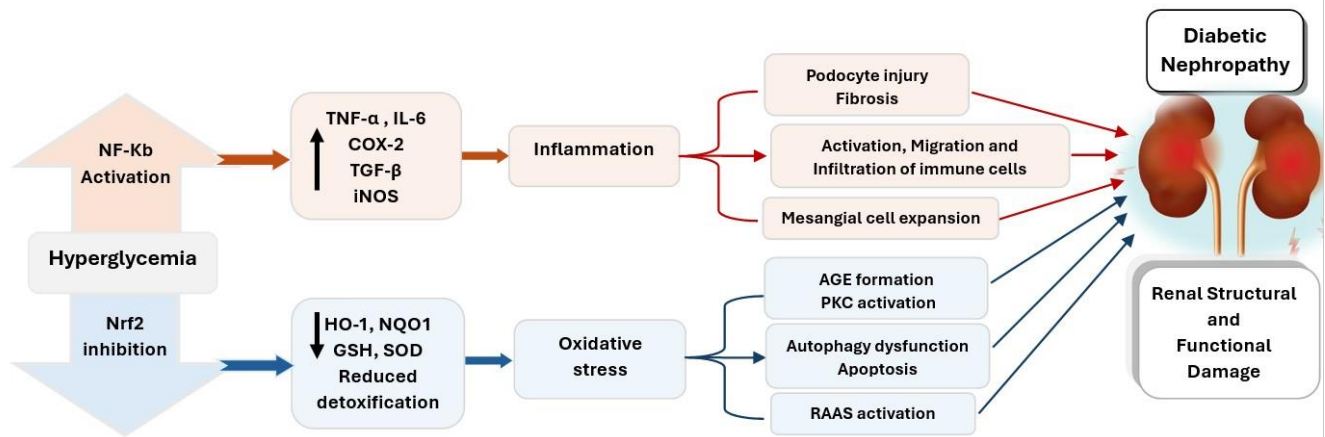 Diabetic
Nephropathy
NF-Kb
Activation
TNF-α , IL-6
COX-2
TGF-β
iNOS
Inflammation
Podocyte injury
Fibrosis
Activation, Migration and
Infiltration of immune cells
Mesangial cell expansion
Hyperglycemia
Nrf2
inhibition
HO-1, NQO1
GSH, SOD
Reduced
detoxification
Oxidative
stress
AGE formation
PKC activation
Autophagy dysfunction
Apoptosis
RAAS activation
Renal Structural
and
Functional
Damage